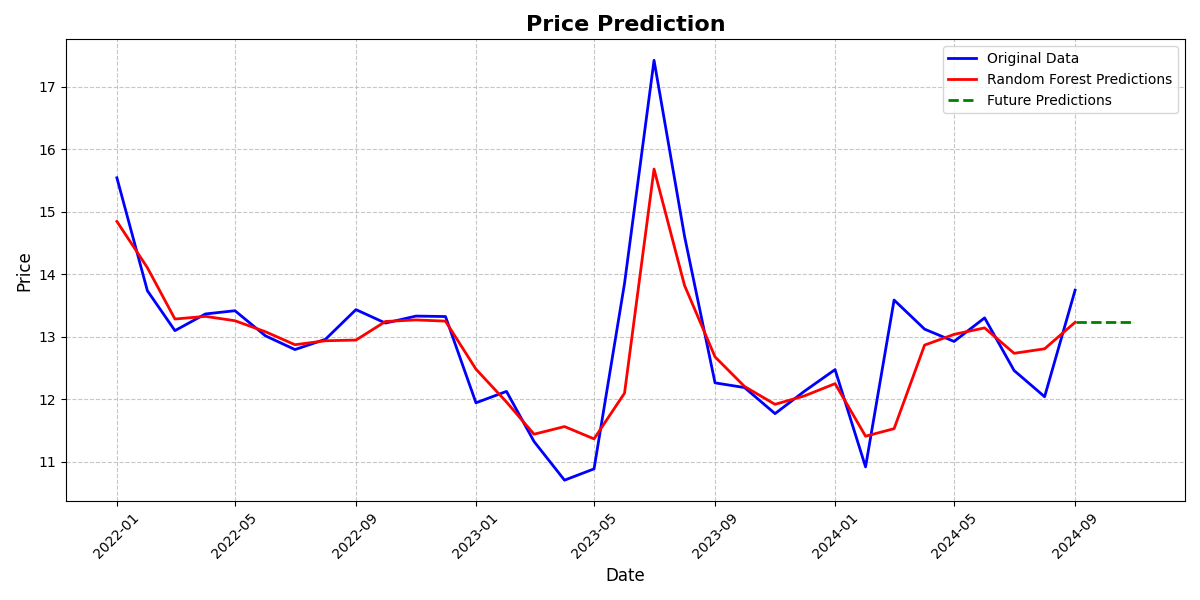 Price Prediction
Original Data
Random Forest Predictions
Future Predictions
Price
17
16
15
14
13
12
11
2022-01
2022-05
2022-09
2023-01
2023-05
2023-09
2024-01
2024-05
2024-09
Date